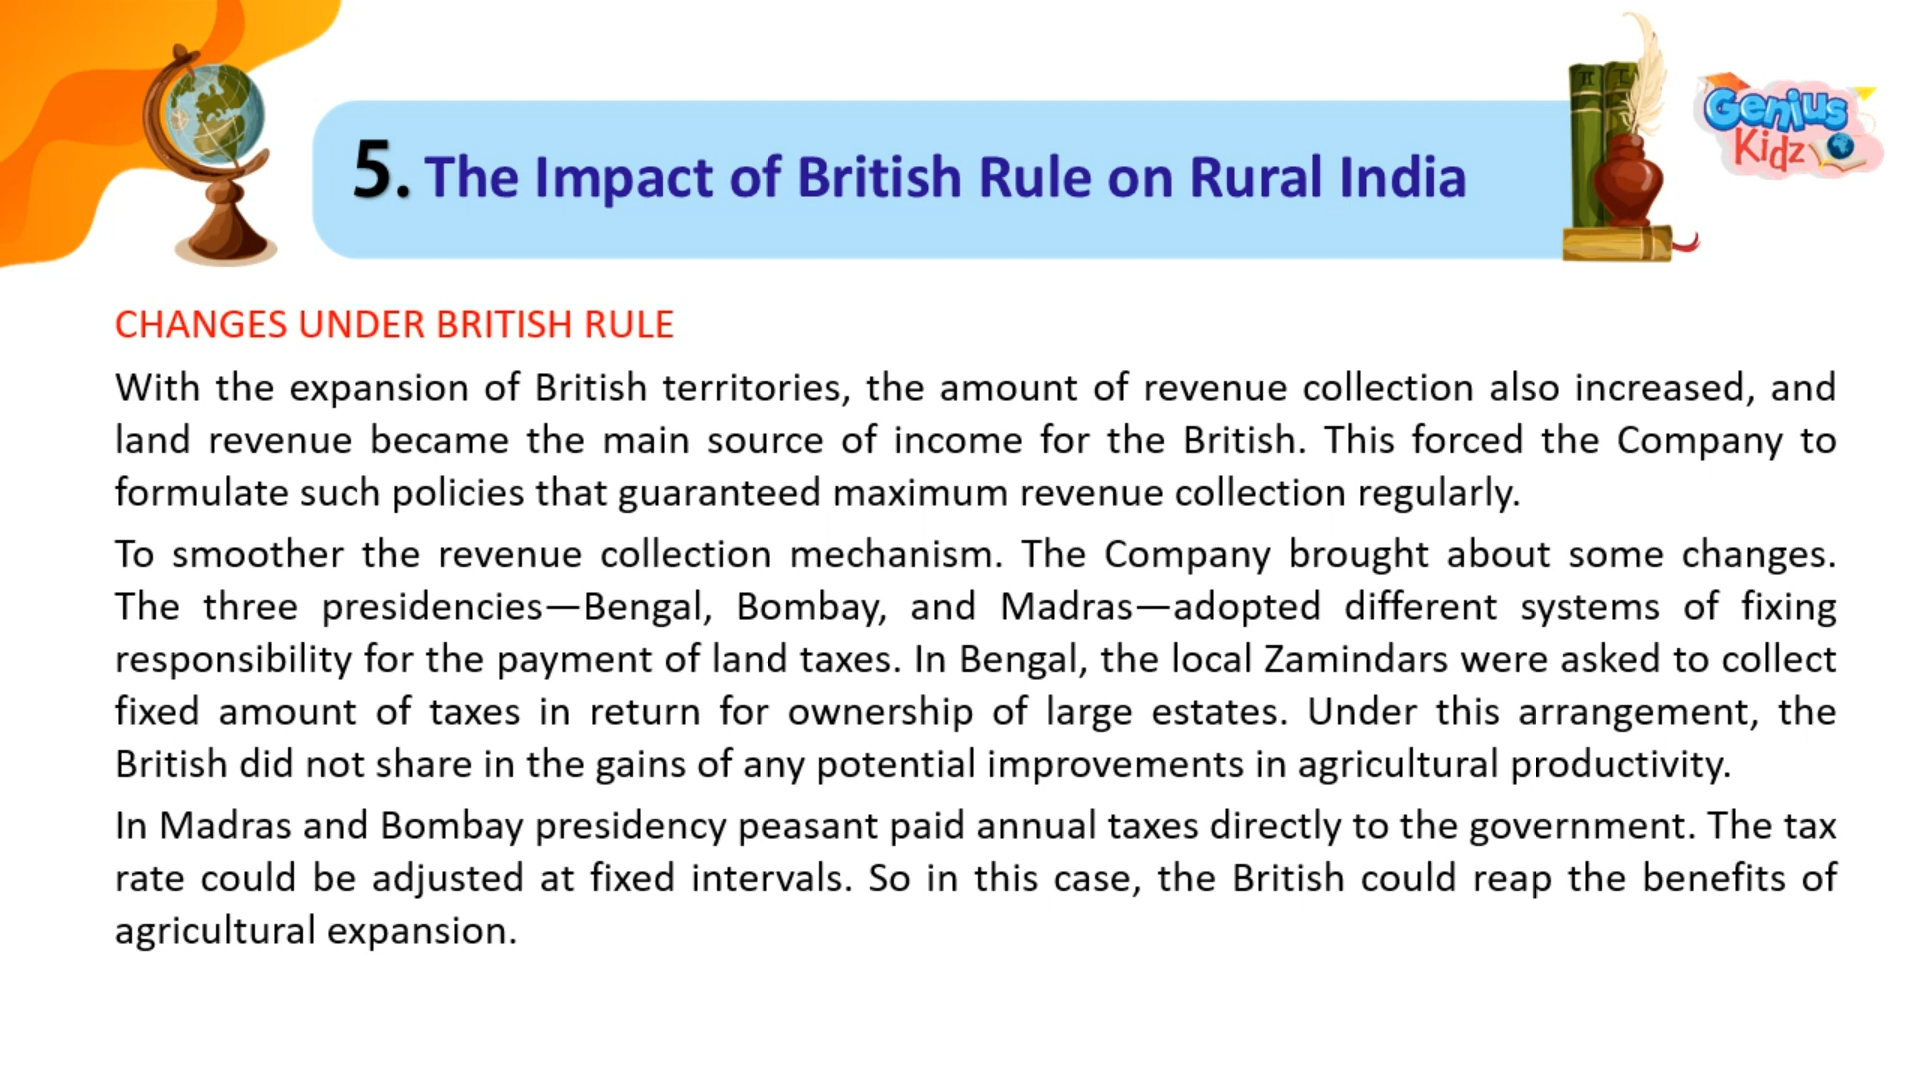 5. The Impact of British Rule on Rural India
Genius
Kidz
CHANGES UNDER BRITISH RULE
With the expansion of British territories, the amount of revenue collection also increased, and
land revenue became the main source of income for the British. This forced the Company to
formulate such policies that guaranteed maximum revenue collection regularly.
To smoother the revenue collection mechanism. The Company brought about some changes.
The three presidencies—Bengal, Bombay, and Madras—adopted different systems of fixing
responsibility for the payment of land taxes. In Bengal, the local Zamindars were asked to collect
fixed amount of taxes in return for ownership of large estates. Under this arrangement, the
British did not share in the gains of any potential improvements in agricultural productivity.
In Madras and Bombay presidency peasant paid annual taxes directly to the government. The tax
rate could be adjusted at fixed intervals. So in this case, the British could reap the benefits of
agricultural expansion.